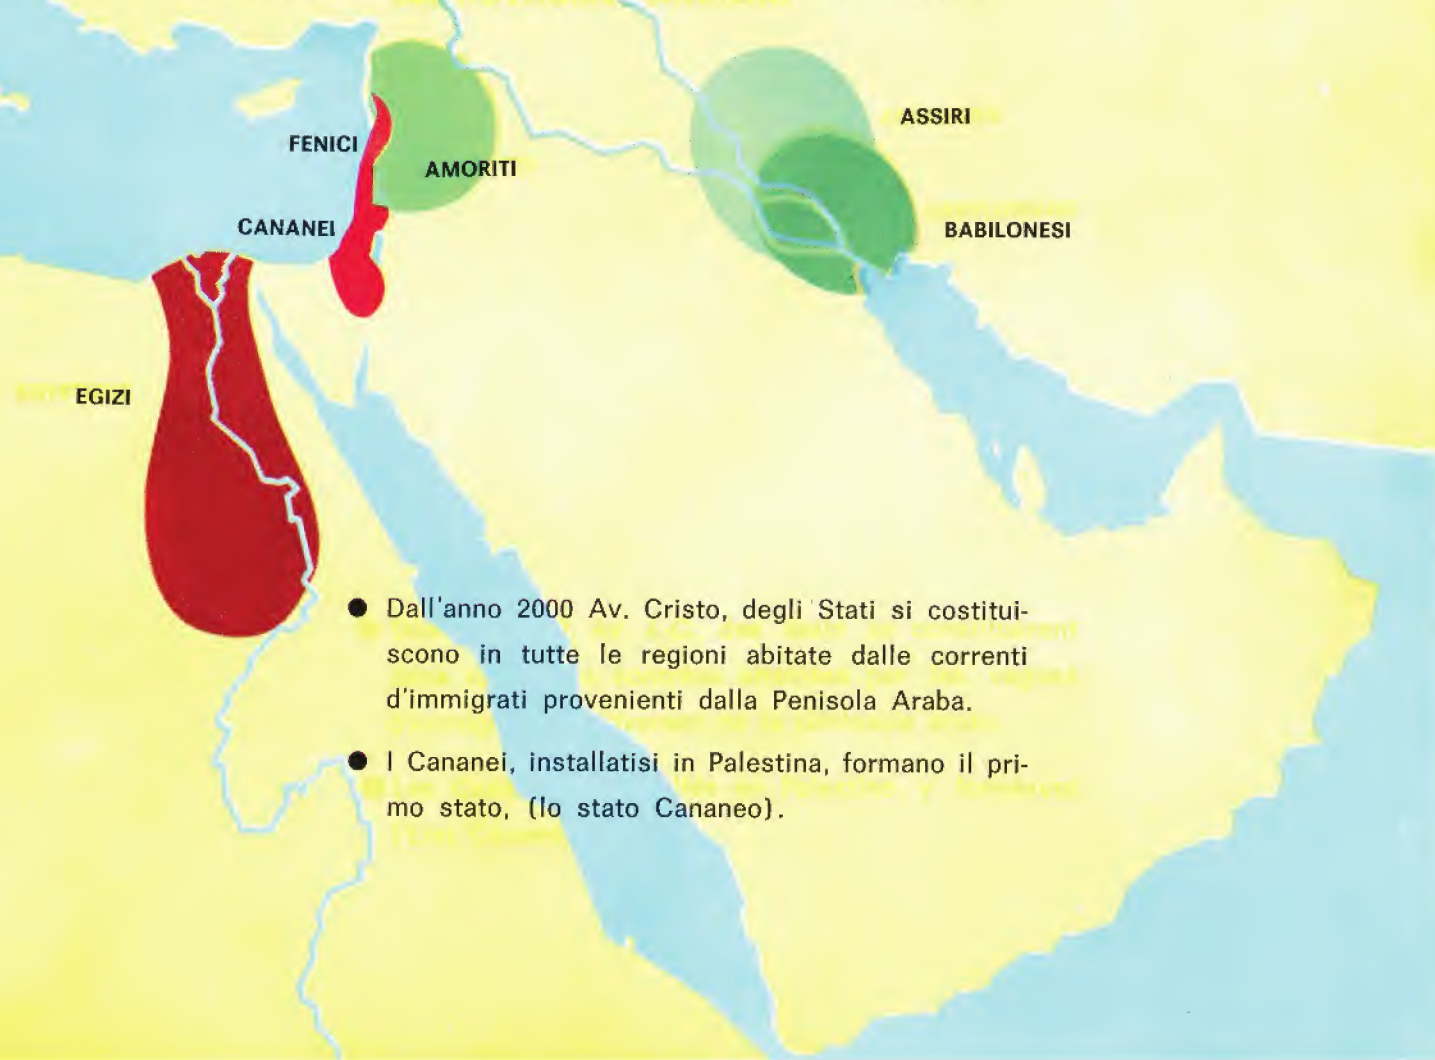 ASSIRI
FENICI
AMORITI
CANANEI
BABILONESI
EGIZI
● Dall'anno 2000 Av. Cristo, degli Stati si costitui-
scono in tutte le regioni abitate dalle correnti
d'immigrati provenienti dalla Penisola Araba.
● I Cananei, installatisi in Palestina, formano il pri-
mo stato, (lo stato Cananeo).